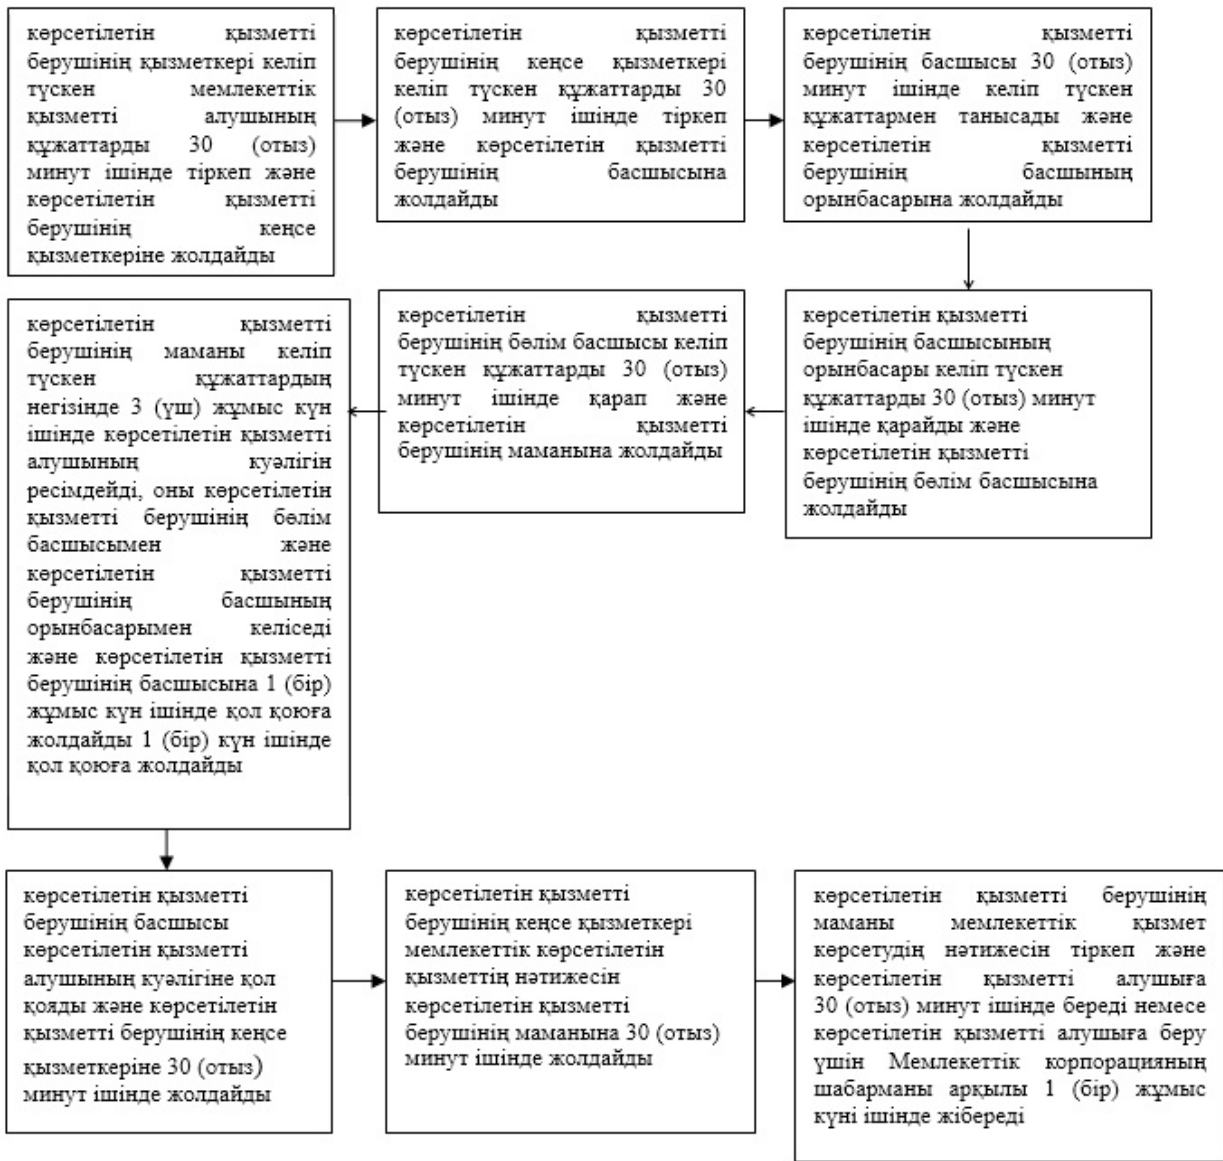 көрсетілетін қызметті
берушінің қызметкері келіп
түскен мемлекеттік
қызметті алушының
құжаттарды 30 (отыз)
минут ішінде тіркеп және
көрсетілетін қызметті
берушінің кеңсе
қызметкеріне жолдайды
көрсетілетін қызметті
берушінің кеңсе қызметкері
келіп түскен құжаттарды 30
(отыз) минут ішінде тіркеп
және көрсетілетін қызметті
берушінің басшысына
жолдайды
көрсетілетін қызметті
берушінің басшысы 30 (отыз)
минут ішінде келіп түскен
құжаттармен танысады және
көрсетілетін қызметті
берушінің басшының
орынбасарына жолдайды
көрсетілетін қызметті
берушінің басшысының
орынбасары келіп түскен
құжаттарды 30 (отыз) минут
ішінде қарайды және
көрсетілетін қызметті
берушінің бөлім басшысына
жолдайды
көрсетілетін қызметті
берушінің бөлім басшысы келіп
түскен құжаттарды 30 (отыз)
минут ішінде қарап және
көрсетілетін қызметті
берушінің маманына жолдайды
көрсетілетін қызметті
берушінің маманы келіп
түскен құжаттардың
негізінде 3 (үш) жұмыс күн
ішінде көрсетілетін қызметті
алушының куәлігін
ресімдейді, оны көрсетілетін
қызметті берушінің бөлім
басшысымен және
көрсетілетін қызметті
берушінің басшының
орынбасарымен келіседі
және көрсетілетін қызметті
берушінің басшысына 1 (бір)
жұмыс күн ішінде қол қоюға
жолдайды 1 (бір) күн ішінде
қол қоюға жолдайды
көрсетілетін қызметті
берушінің басшысы
көрсетілетін қызметті
алушының куәлігіне қол
қояды және көрсетілетін
қызметті берушінің кеңсе
қызметкеріне 30 (отыз)
минут ішінде жолдайды
көрсетілетін қызметті
берушінің кеңсе қызметкері
мемлекеттік көрсетілетін
қызметтің нәтижесін
көрсетілетін қызметті
берушінің маманына 30 (отыз)
минут ішінде жолдайды
көрсетілетін қызметті берушінің
маманы мемлекеттік қызмет
көрсетудің нәтижесін тіркеп және
көрсетілетін қызметті алушыға
30 (отыз) минут ішінде береді немесе
көрсетілетін қызметті алушыға беру
үшін Мемлекеттік корпорацияның
шабарманы арқылы 1 (бір) жұмыс
күні ішінде жібереді